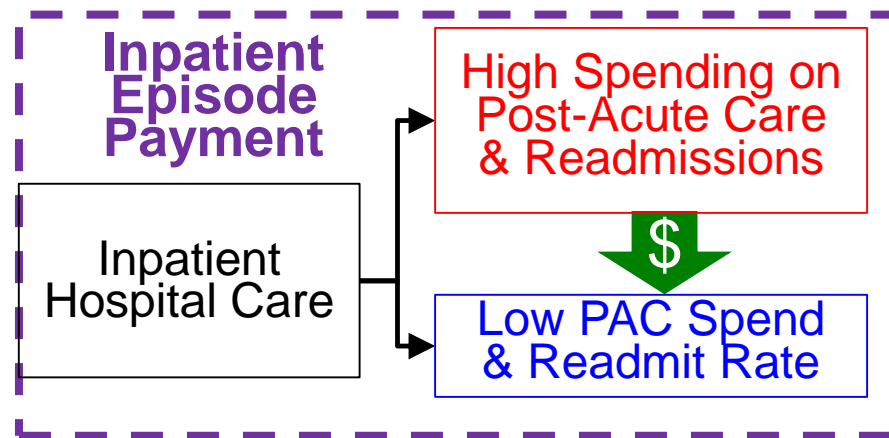 Inpatient
Episode
Payment
High Spending on
Post-Acute Care
& Readmissions
Inpatient
Hospital Care
$
Low PAC Spend
& Readmit Rate